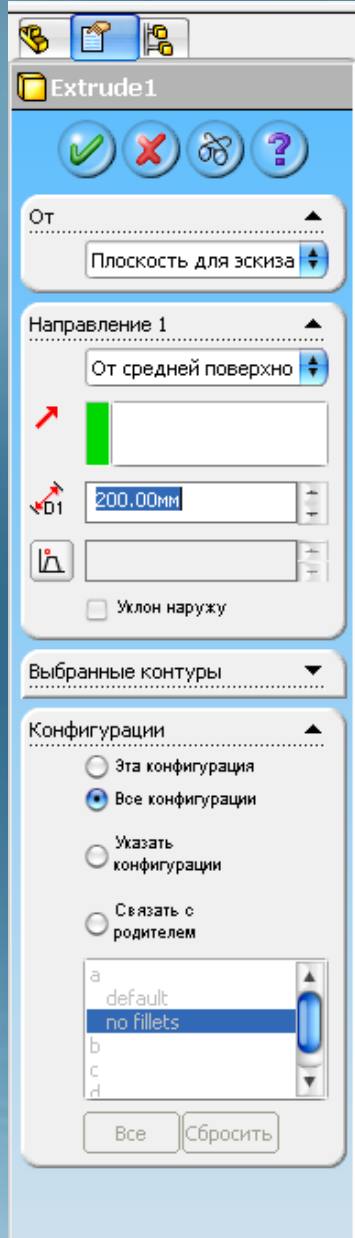 Extrude1
?
От
Плоскость для эскиза
Направление 1
От средней поверхно
D1
200.00мм
Уклон наружу
Выбранные контуры
Конфигурации
Эта конфигурация
Все конфигурации
Указать
конфигурации
Связать с
родителем
a
default
no fillets
b
c
d
Все
Сбросить